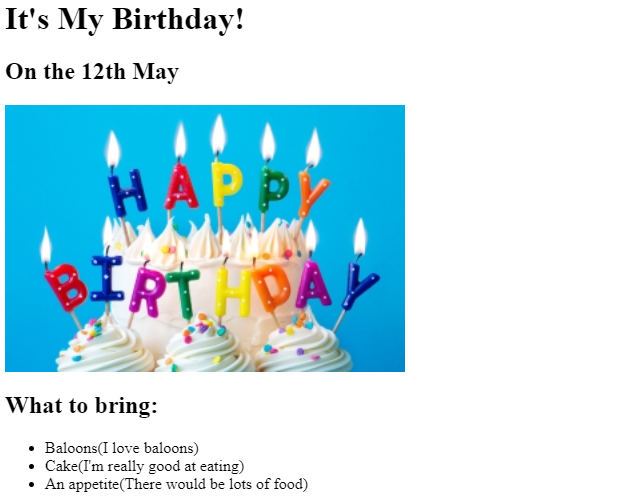 It's My Birthday!
On the 12th May
HAPPY
BIRTHDAY
What to bring:
Baloons(I love baloons)
Cake(I'm really good at eating)
An appetite(There would be lots of food)